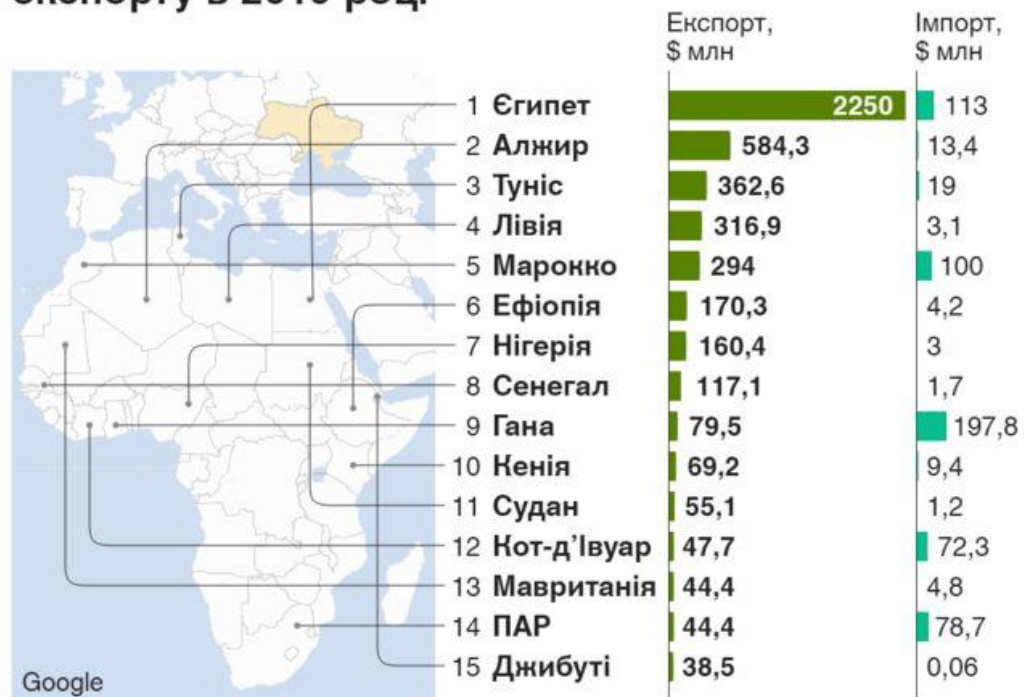 експорту в 2019 році
Експорт, $ млн
Імпорт, $ млн
1 Єгипет 2250 113
2 Алжир 584,3 13,4
3 Туніс 362,6 19
4 Лівія 316,9 3,1
5 Марокко 294 100
6 Ефіопія 170,3 4,2
7 Нігерія 160,4 3
8 Сенегал 117,1 1,7
9 Гана 79,5 197,8
10 Кенія 69,2 9,4
11 Судан 55,1 1,2
12 Кот-д'Івуар 47,7 72,3
13 Мавританія 44,4 4,8
14 ПАР 44,4 78,7
15 Джибуті 38,5 0,06
Google